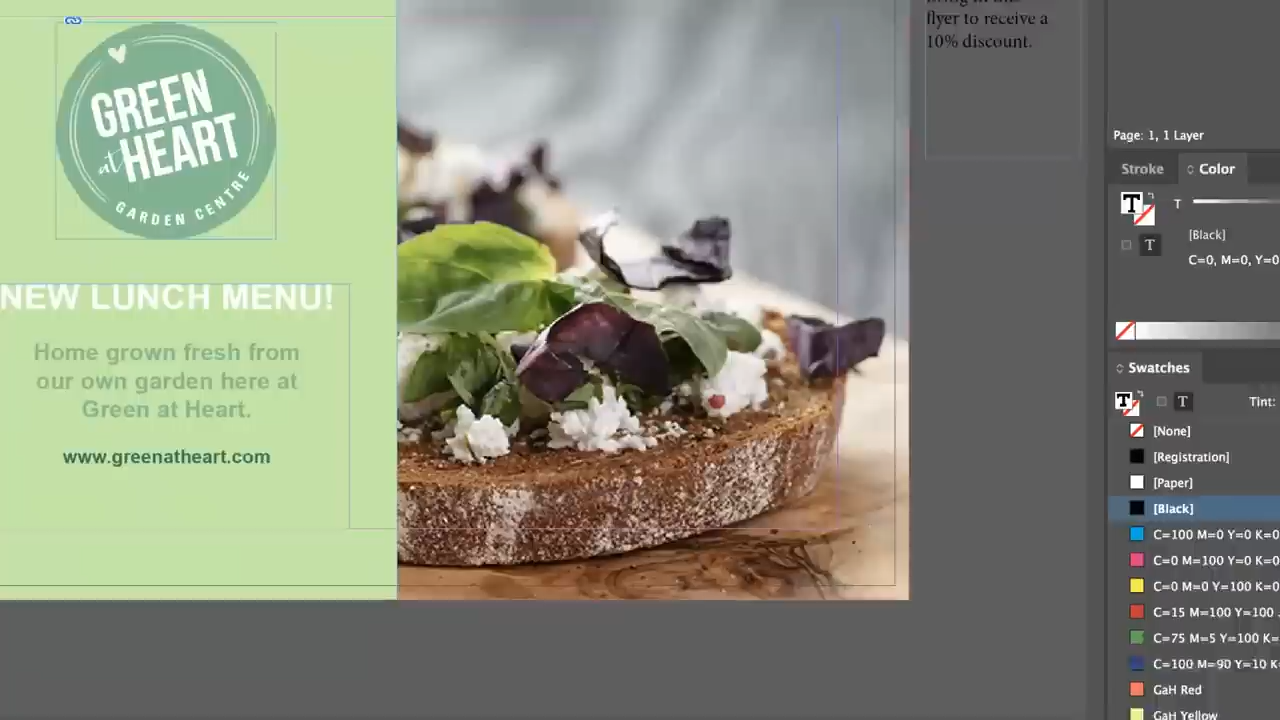 flyer to receive a
10% discount.
GREEN
at HEART
GARDEN CENTRE
NEW LUNCH MENU!
Home grown fresh from
our own garden here at
Green at Heart.
www.greenatheart.com
Page: 1, 1 Layer
Stroke
Color
T
T
[Black]
T
C=0, M=0, Y=0
Swatches
T
T
Tint:
[None]
[Registration]
[Paper]
[Black]
C=100 M=0 Y=0 K=0
C=0 M=100 Y=0 K=0
C=0 M=0 Y=100 K=0
C=15 M=100 Y=100
C=75 M=5 Y=100 K=
C=100 M=90 Y=10 K
GaH Red
GaH Yellow